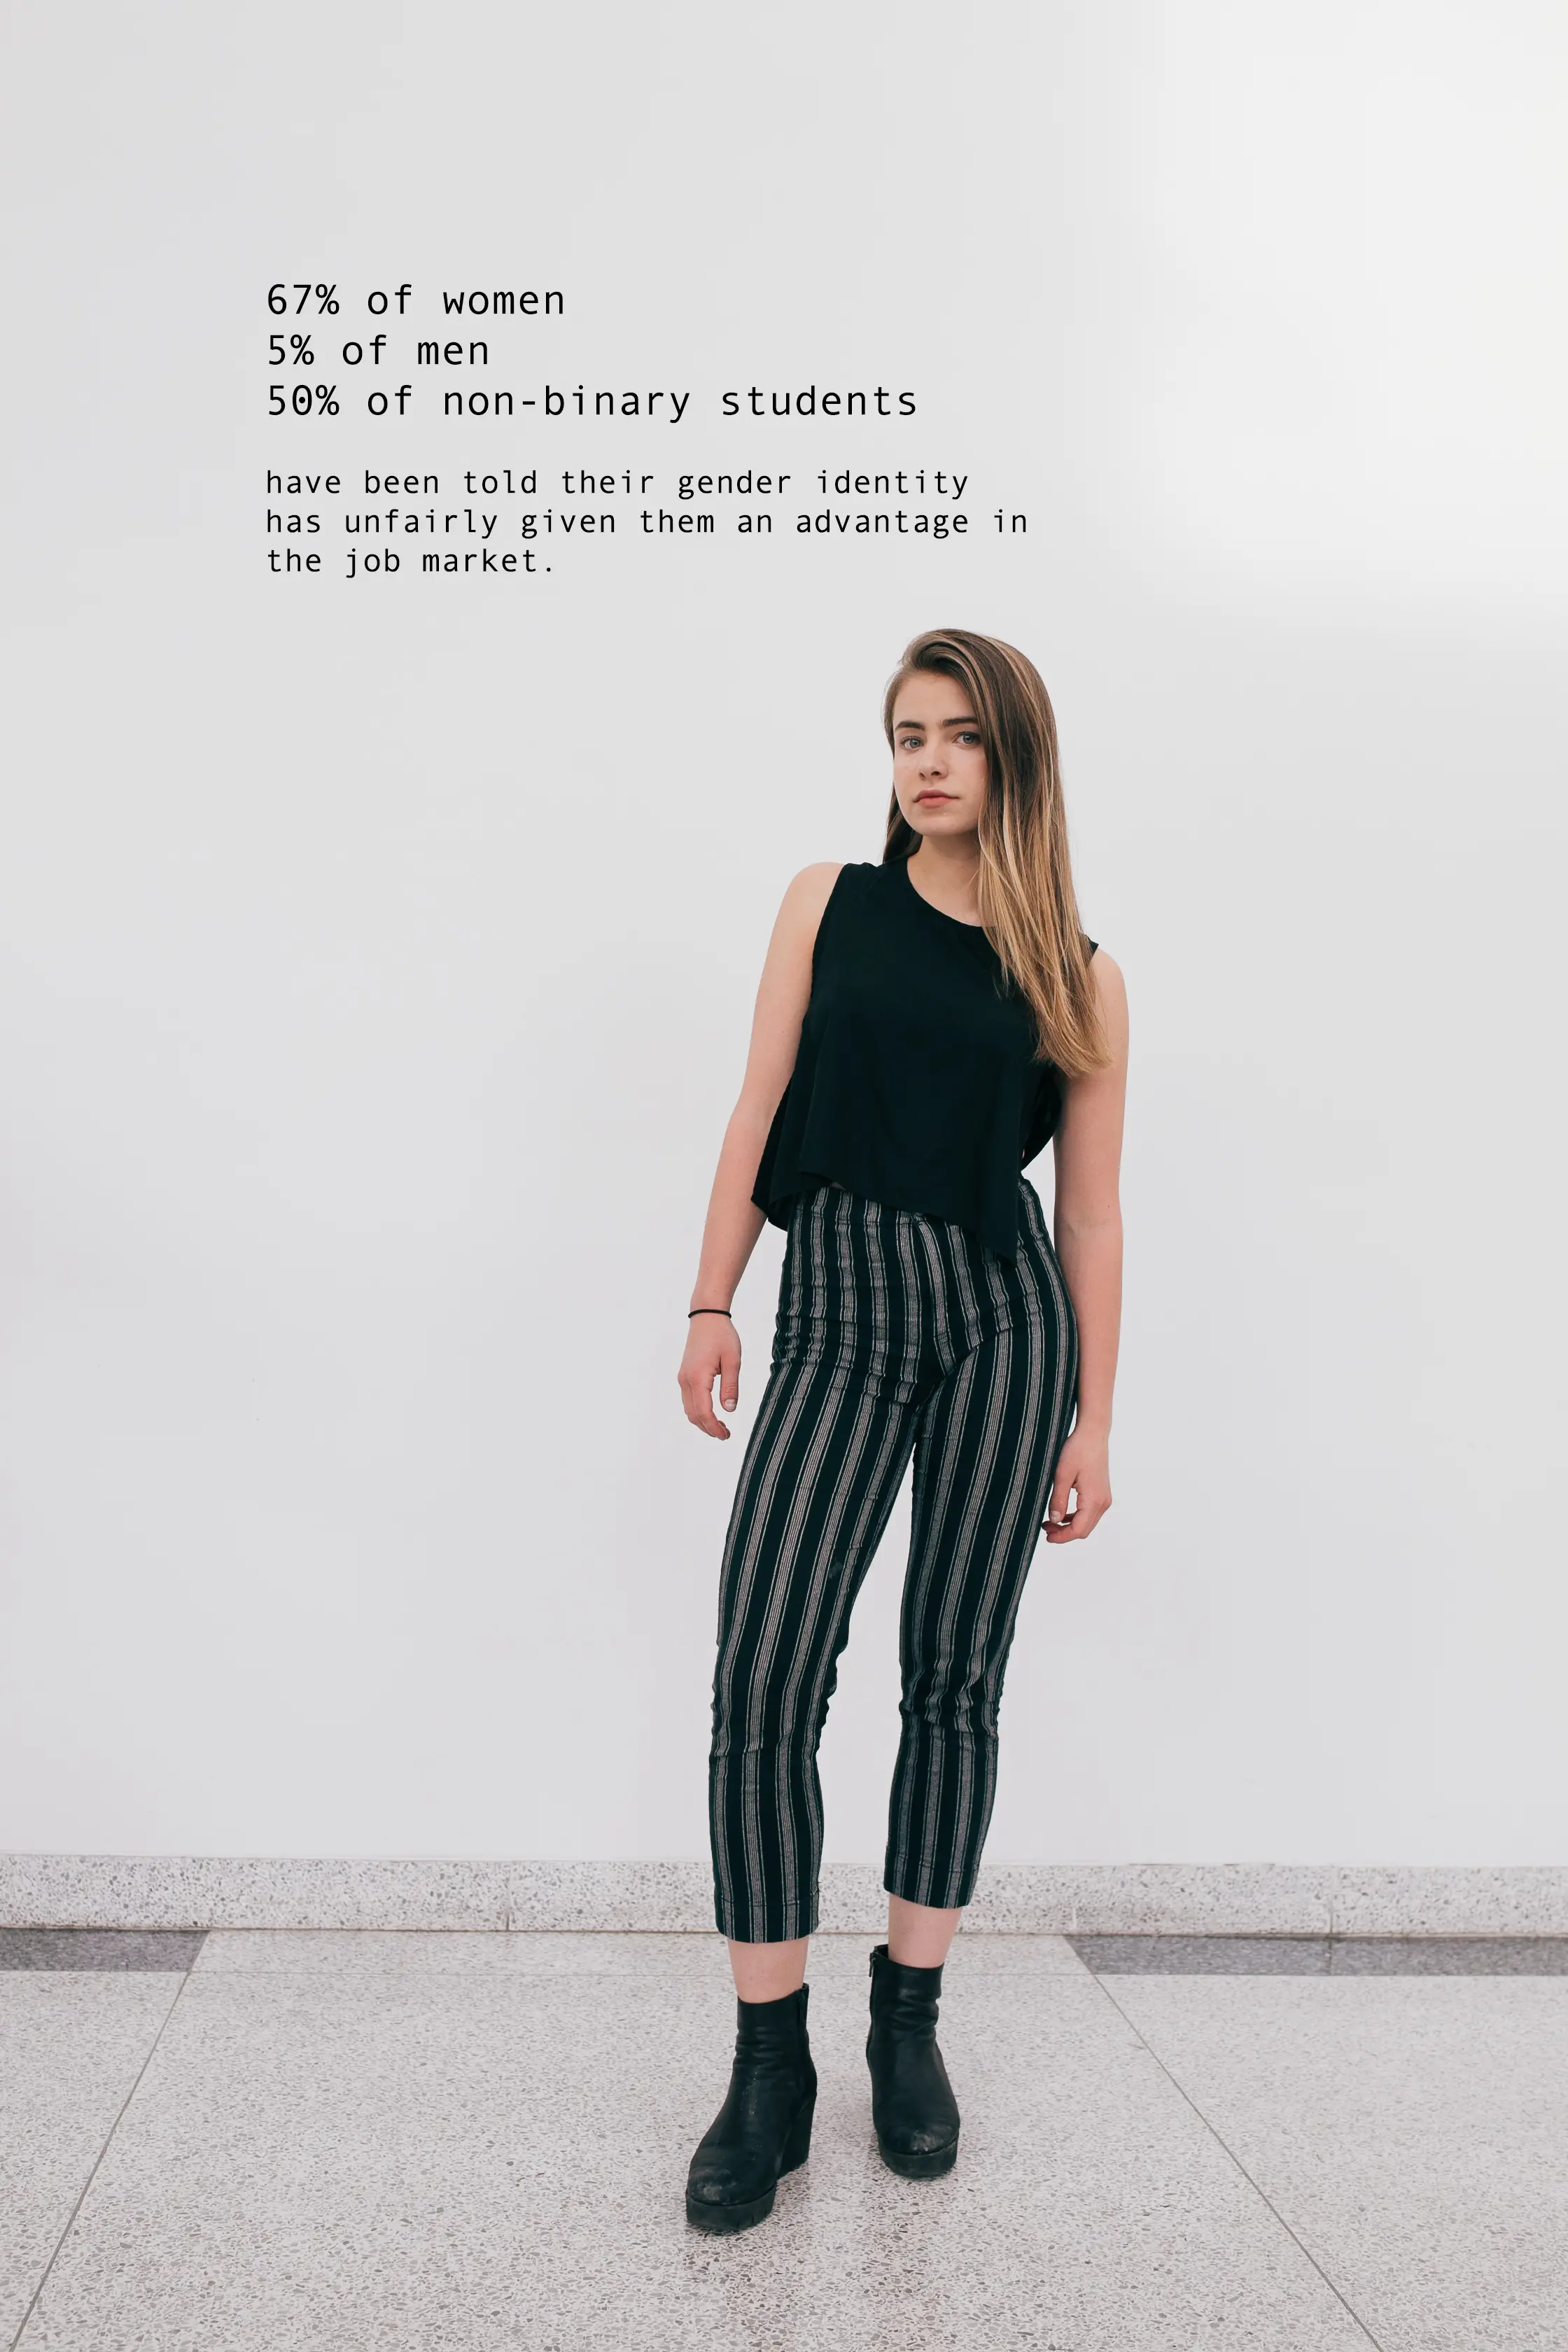 67% of women
5% of men
50% of non-binary students
have been told their gender identity
has unfairly given them an advantage in
the job market.